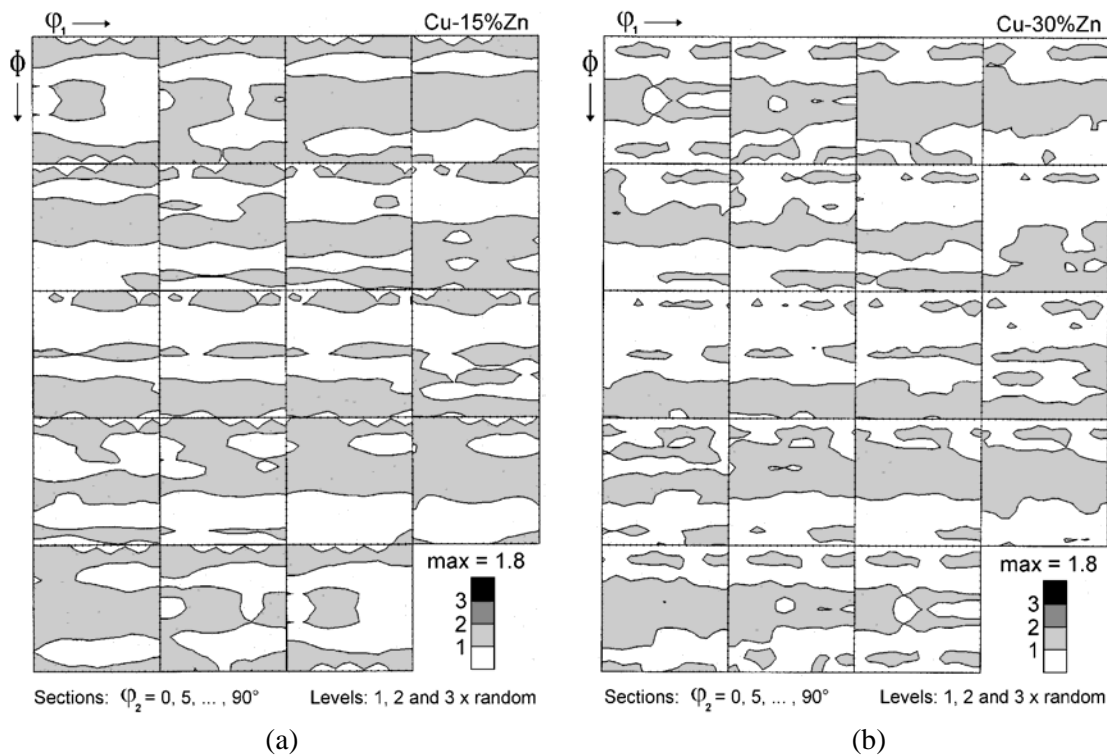 φ₁ → Cu-15%Zn
Φ ↓
max = 1.8
3
2
1
Sections: φ₂ = 0, 5, ... , 90° Levels: 1, 2 and 3 x random
(a)
φ₁ → Cu-30%Zn
Φ ↓
max = 1.8
3
2
1
Sections: φ₂ = 0, 5, ... , 90° Levels: 1, 2 and 3 x random
(b)